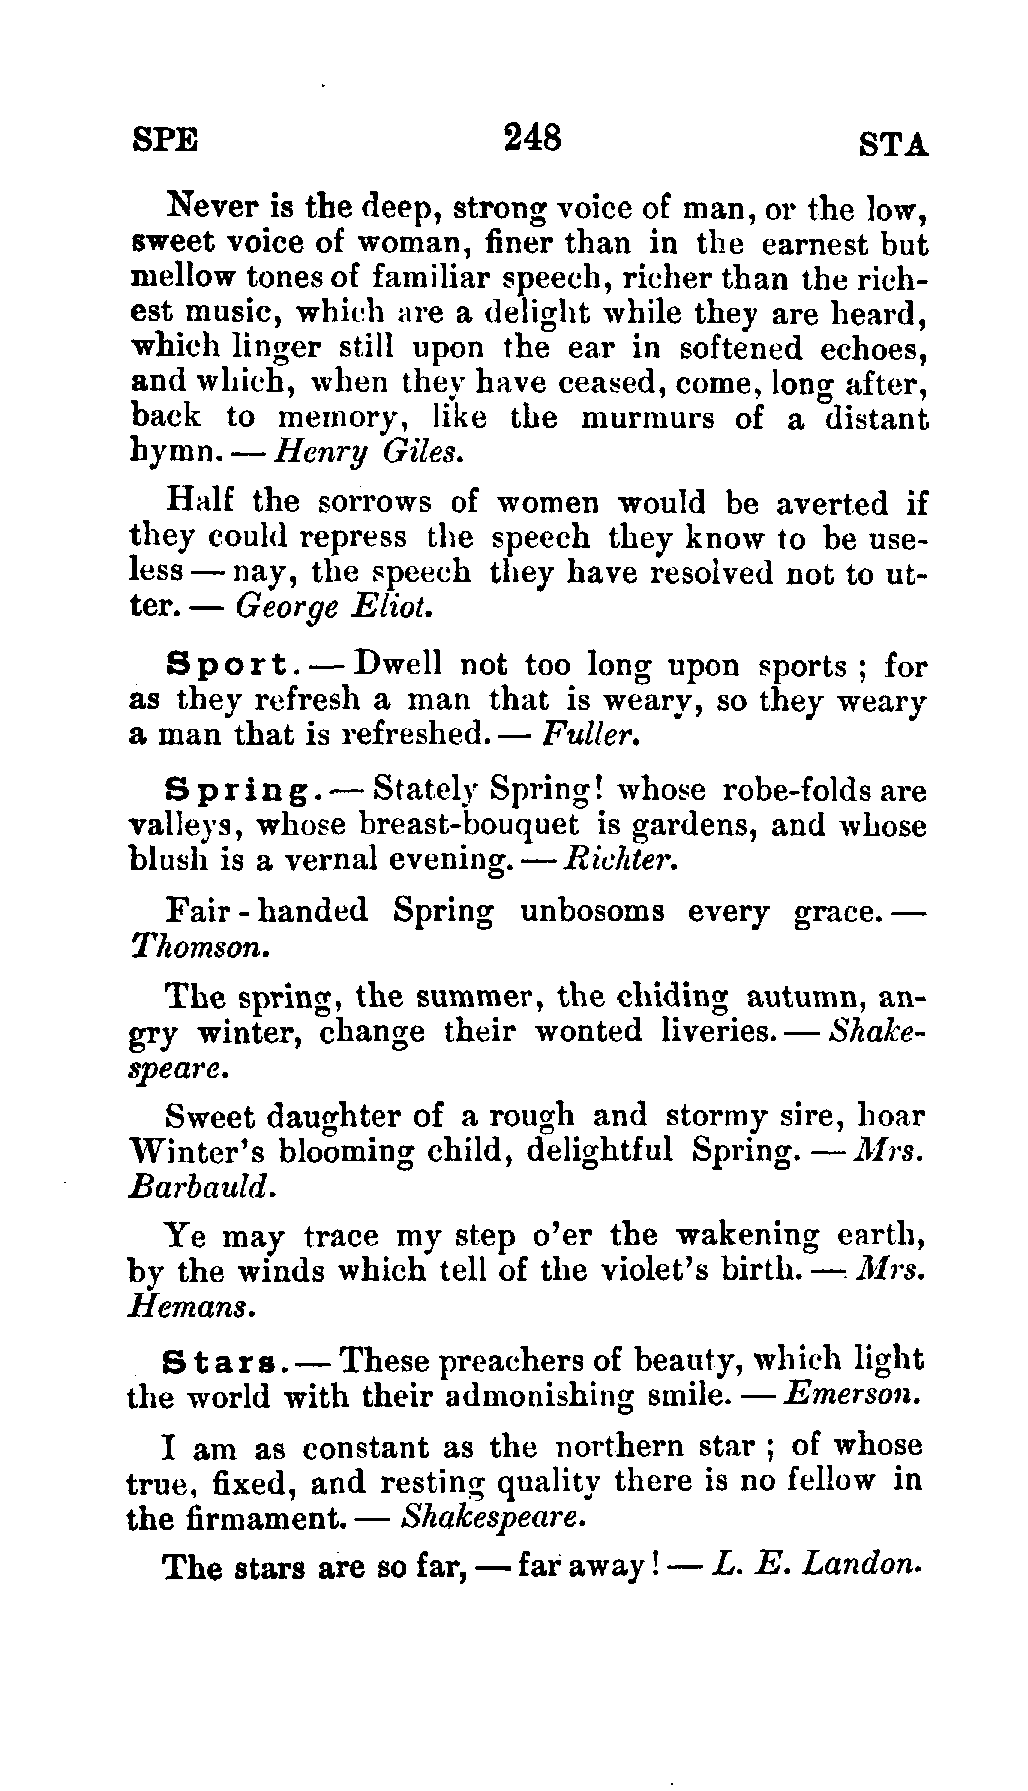 SPE 248 STA
Never is the deep, strong voice of man, or the low,
sweet voice of woman, finer than in the earnest but
mellow tones of familiar speech, richer than the rich-
est music, which are a delight while they are heard,
which linger still upon the ear in softened echoes,
and which, when they have ceased, come, long after,
back to memory, like the murmurs of a distant
hymn. — Henry Giles.
Half the sorrows of women would be averted if
they could repress the speech they know to be use-
less — nay, the speech they have resolved not to ut-
ter. — George Eliot.
Sport. — Dwell not too long upon sports ; for
as they refresh a man that is weary, so they weary
a man that is refreshed. — Fuller.
Spring. — Stately Spring! whose robe-folds are
valleys, whose breast-bouquet is gardens, and whose
blush is a vernal evening. — Richter.
Fair-handed Spring unbosoms every grace. —
Thomson.
The spring, the summer, the chiding autumn, an-
gry winter, change their wonted liveries. — Shake-
speare.
Sweet daughter of a rough and stormy sire, hoar
Winter's blooming child, delightful Spring. — Mrs.
Barbauld.
Ye may trace my step o'er the wakening earth,
by the winds which tell of the violet's birth. — Mrs.
Hemans.
Stars. — These preachers of beauty, which light
the world with their admonishing smile. — Emerson.
I am as constant as the northern star ; of whose
true, fixed, and resting quality there is no fellow in
the firmament. — Shakespeare.
The stars are so far, — far away! — L. E. Landon.